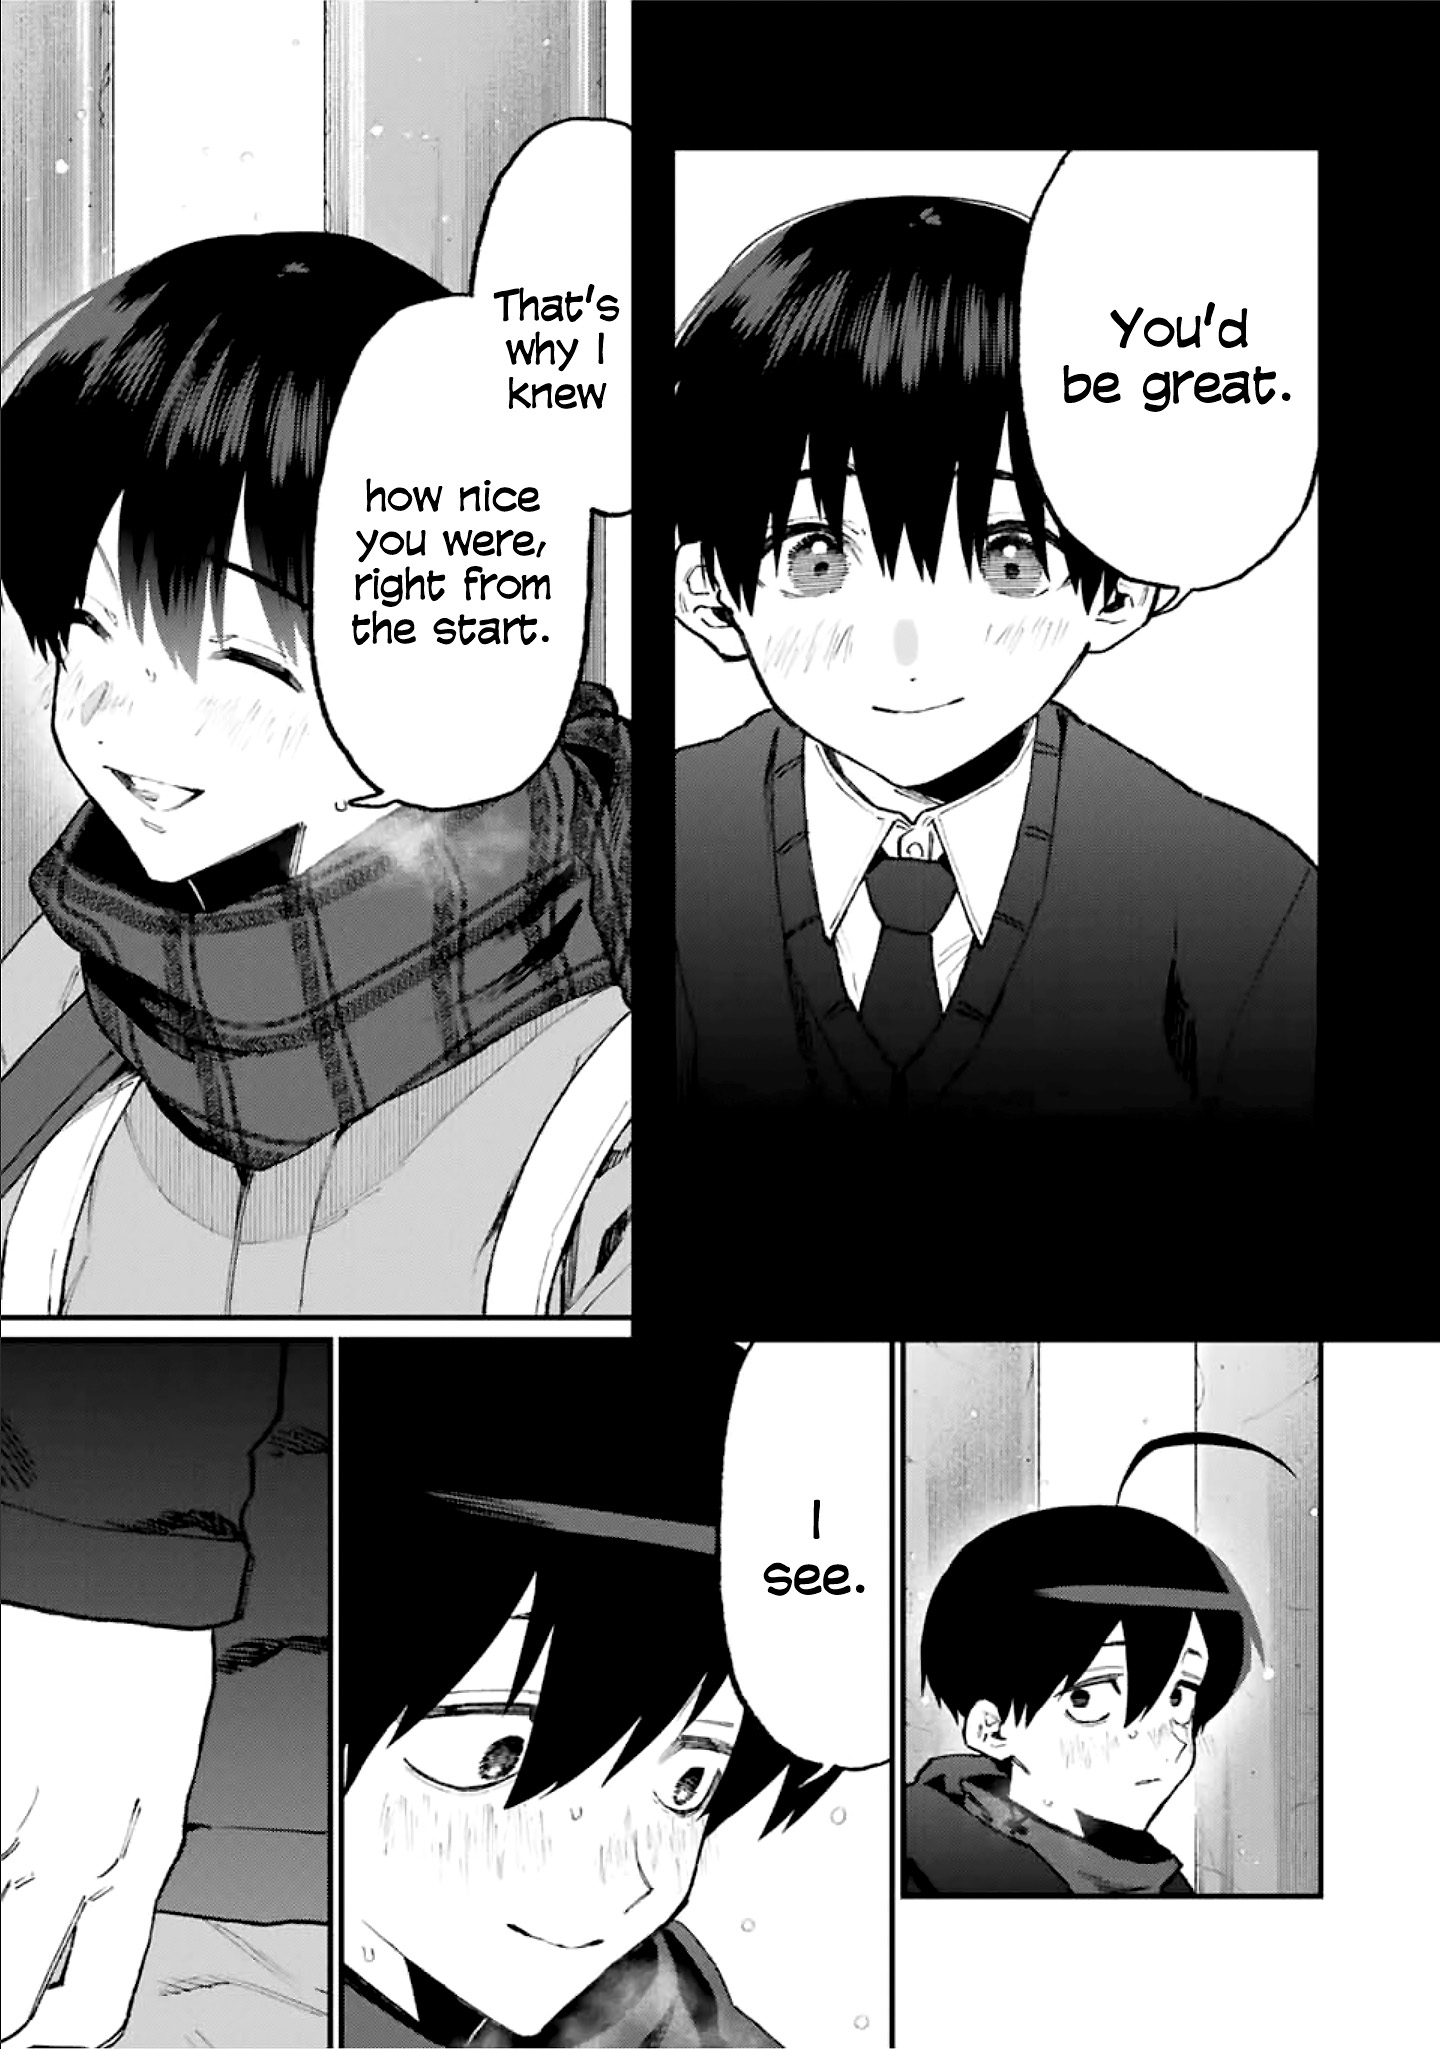 You'd
be great.
That's
why I
knew
how nice
you were,
right from
the start.
I
see.